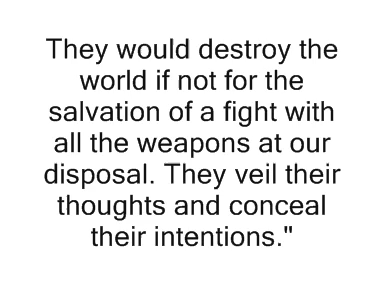 They would destroy the
world if not for the
salvation of a fight with
all the weapons at our
disposal. They veil their
thoughts and conceal
their intentions."